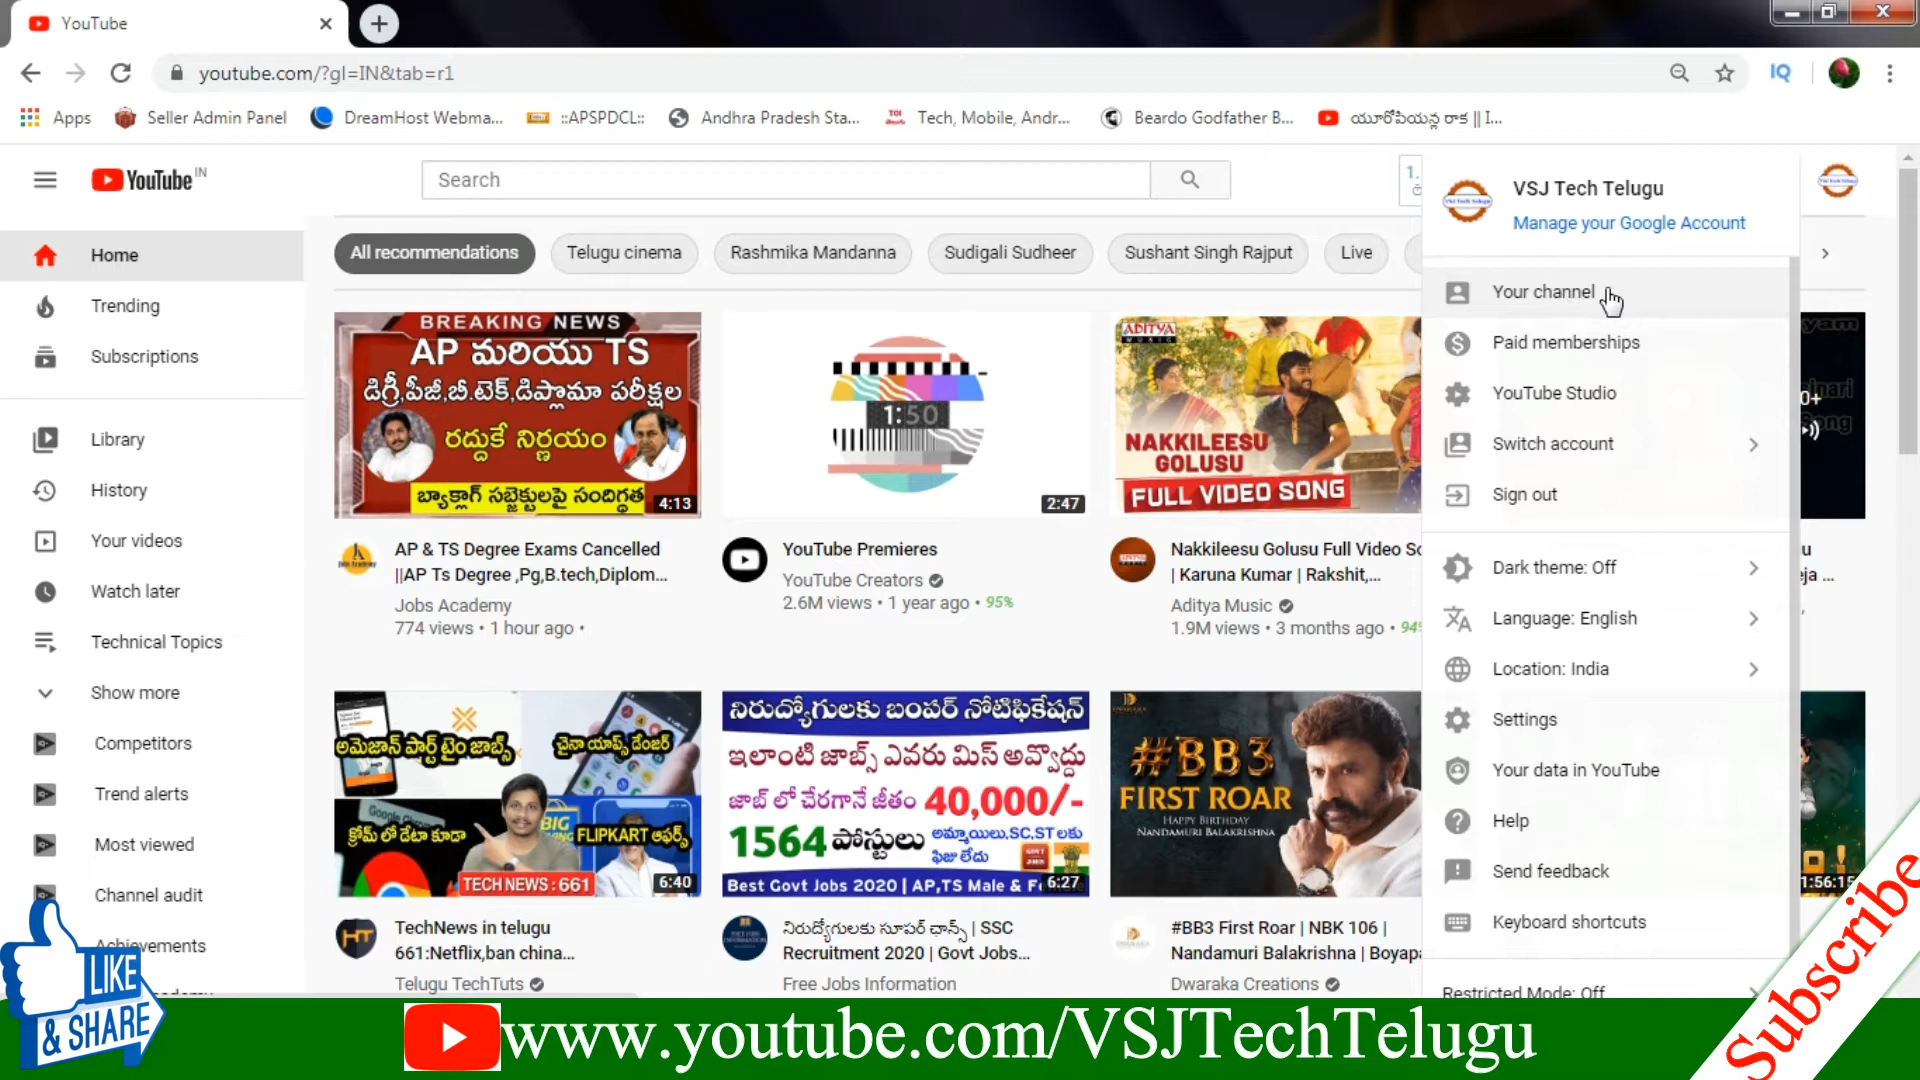 YouTube
youtube.com/?gl=IN&tab=r1
IQ
Apps
Seller Admin Panel
DreamHost Webma...
::APSPDCL::
Andhra Pradesh Sta...
TOI
Tech, Mobile, Andr...
Beardo Godfather B...
యూరోపియన్ల రాక || I...
YouTube IN
Search
1.
VSJ Tech Telugu
Manage your Google Account
Home
Trending
Subscriptions
Library
History
Your videos
Watch later
Technical Topics
Show more
Competitors
Trend alerts
Most viewed
Channel audit
Achievements
All recommendations
Telugu cinema
Rashmika Mandanna
Sudigali Sudheer
Sushant Singh Rajput
Live
BREAKING NEWS
AP మరియు TS
డిగ్రీ,పీజీ,బీ.టెక్,డిప్లొమా పరీక్షల
రద్దుకే నిర్ణయం
బ్యాక్లాగ్ సబ్జెక్టులపై సందిగ్ధత
4:13
AP & TS Degree Exams Cancelled
||AP Ts Degree ,Pg,B.tech,Diplom...
Jobs Academy
774 views • 1 hour ago •
1:50
2:47
YouTube Premieres
YouTube Creators
2.6M views • 1 year ago • 95%
ADITYA
MUSIC
NAKKILEESU
GOLUSU
FULL VIDEO SONG
Nakkileesu Golusu Full Video So
| Karuna Kumar | Rakshit,...
Aditya Music
1.9M views • 3 months ago • 94%
అమెజాన్ పార్ట్ టైం జాబ్స్
చైనా యాప్స్ డేంజర్
క్రోమ్ లో డేటా కూడా
BIG
FLIPKART ఆఫర్స్
TECH NEWS : 661
6:40
TechNews in telugu
661:Netflix,ban china...
Telugu TechTuts
నిరుద్యోగులకు బంపర్ నోటిఫికేషన్
ఇలాంటి జాబ్స్ ఎవరు మిస్ అవ్వొద్దు
జాబ్ లో చేరగానే జీతం 40,000/-
1564 పోస్టులు
అమ్మాయిలు,SC,ST లకు
ఫీజు లేదు
Best Govt Jobs 2020 | AP,TS Male & F
6:27
నిరుద్యోగులకు సూపర్ ఛాన్స్ | SSC
Recruitment 2020 | Govt Jobs...
Free Jobs Information
#BB3
FIRST ROAR
HAPPY BIRTHDAY
NANDAMURI BALAKRISHNA
#BB3 First Roar | NBK 106 |
Nandamuri Balakrishna | Boyapa
Dwaraka Creations
Your channel
Paid memberships
YouTube Studio
Switch account
Sign out
Dark theme: Off
Language: English
Location: India
Settings
Your data in YouTube
Help
Send feedback
Keyboard shortcuts
Restricted Mode: Off
1:56:15
LIKE
& SHARE
www.youtube.com/VSJTechTelugu
Subscribe